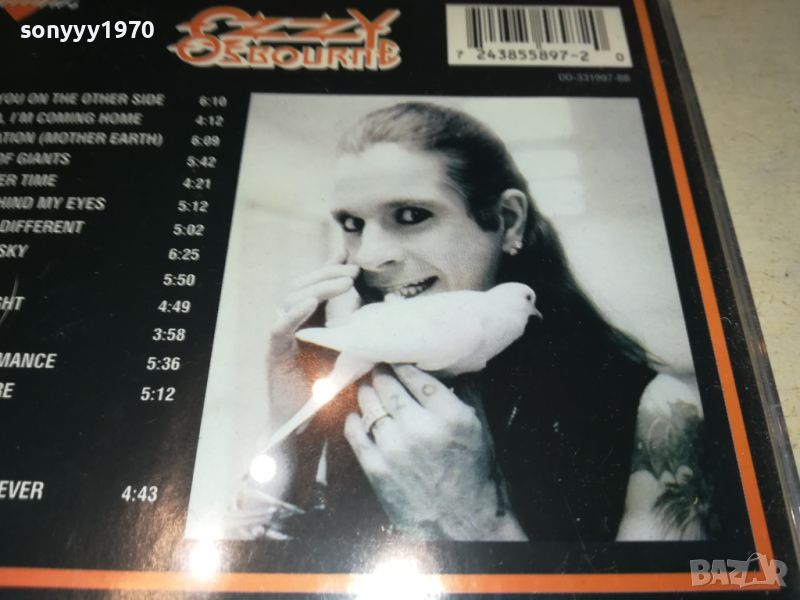 sonyyy1970
OZZY
OSBOURNE
7 243855897-2 0
00-331997-BB
YOU ON THE OTHER SIDE 6:10
I'M COMING HOME 4:12
ATION (MOTHER EARTH) 6:09
OF GIANTS 5:42
ER TIME 4:21
HIND MY EYES 5:12
DIFFERENT 5:02
SKY 6:25
5:50
GHT 4:49
3:58
MANCE 5:36
RE 5:12
EVER 4:43
BAZAR